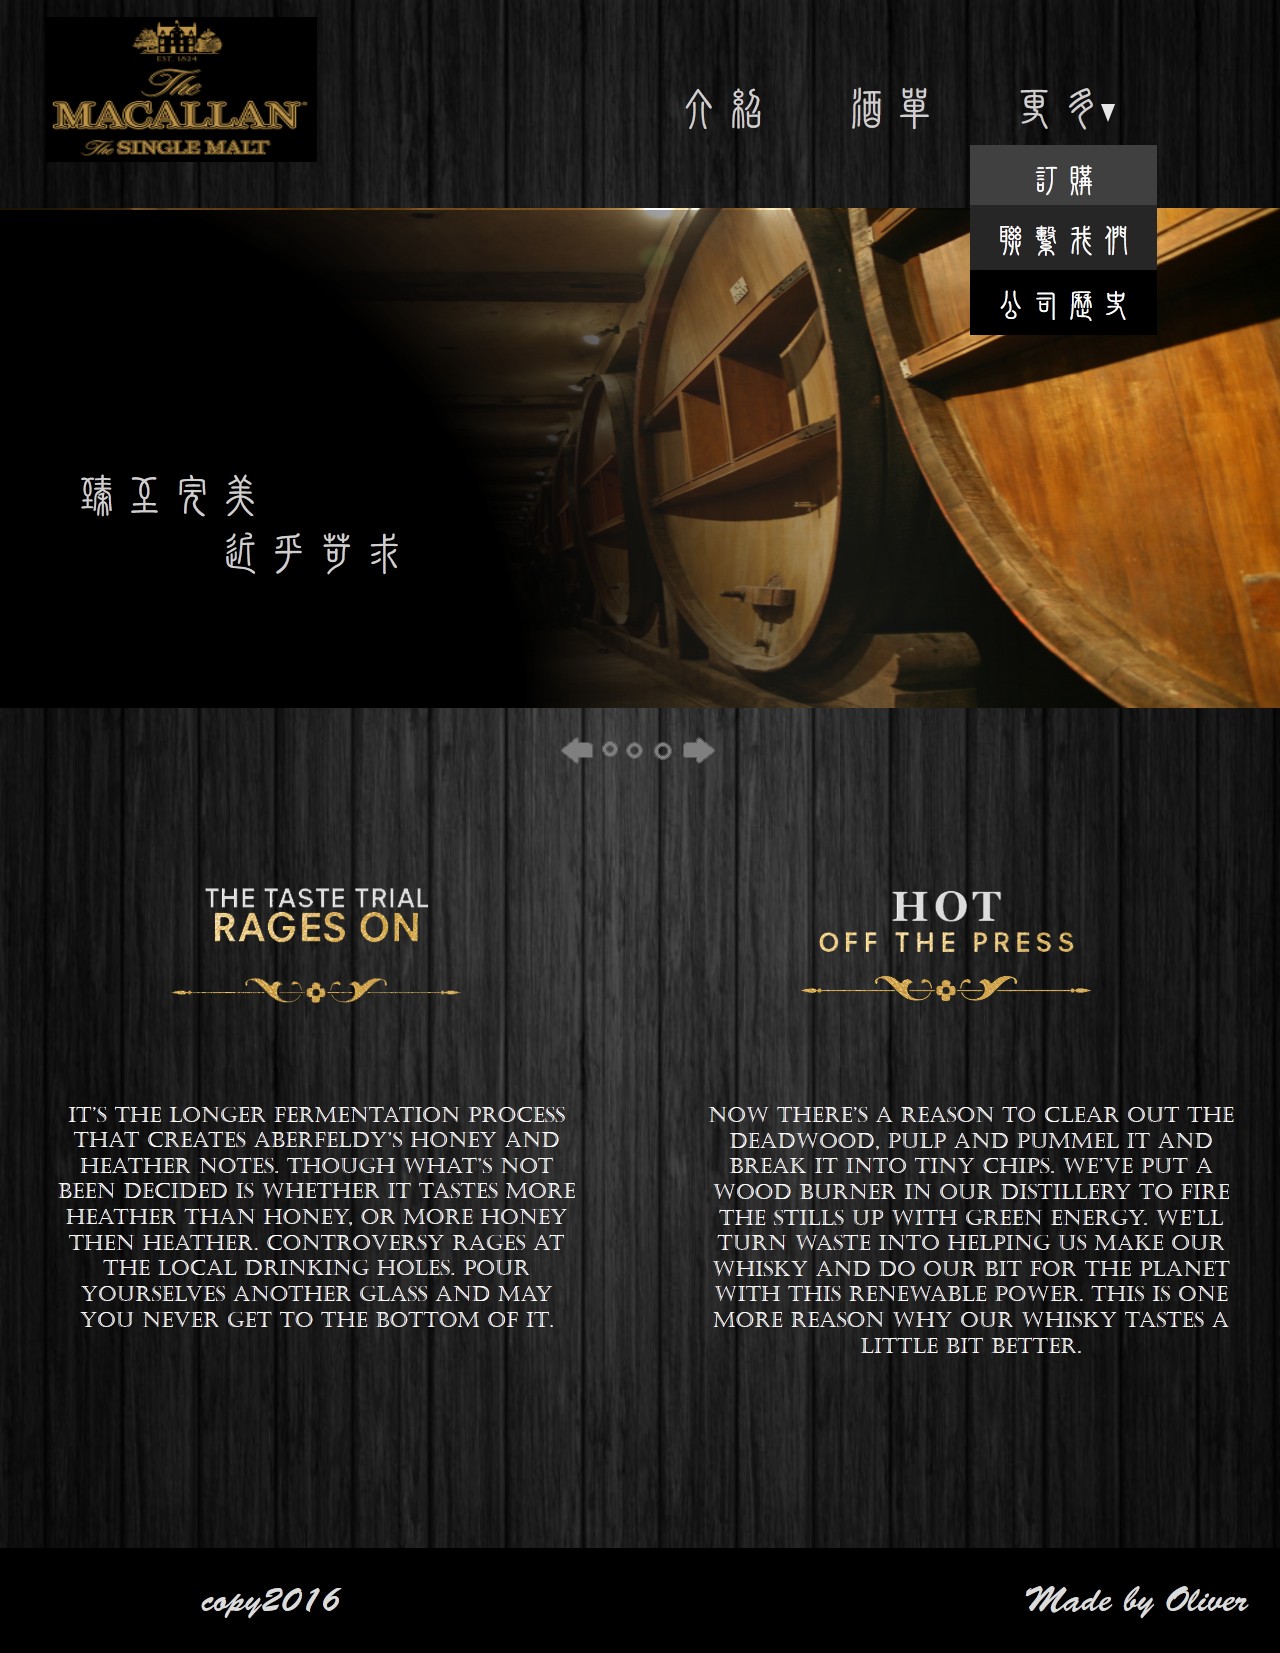 EST. 1824
The
MACALLAN
The SINGLE MALT
介紹
酒單
更多▼
訂購
聯繫我們
公司歷史
臻至完美
近乎苛求
THE TASTE TRIAL
RAGES ON
IT'S THE LONGER FERMENTATION PROCESS
THAT CREATES ABERFELDY'S HONEY AND
HEATHER NOTES. THOUGH WHAT'S NOT
BEEN DECIDED IS WHETHER IT TASTES MORE
HEATHER THAN HONEY, OR MORE HONEY
THEN HEATHER. CONTROVERSY RAGES AT
THE LOCAL DRINKING HOLES. POUR
YOURSELVES ANOTHER GLASS AND MAY
YOU NEVER GET TO THE BOTTOM OF IT.
HOT
OFF THE PRESS
NOW THERE'S A REASON TO CLEAR OUT THE
DEADWOOD, PULP AND PUMMEL IT AND
BREAK IT INTO TINY CHIPS. WE'VE PUT A
WOOD BURNER IN OUR DISTILLERY TO FIRE
THE STILLS UP WITH GREEN ENERGY. WE'LL
TURN WASTE INTO HELPING US MAKE OUR
WHISKY AND DO OUR BIT FOR THE PLANET
WITH THIS RENEWABLE POWER. THIS IS ONE
MORE REASON WHY OUR WHISKY TASTES A
LITTLE BIT BETTER.
copy2016
Made by Oliver